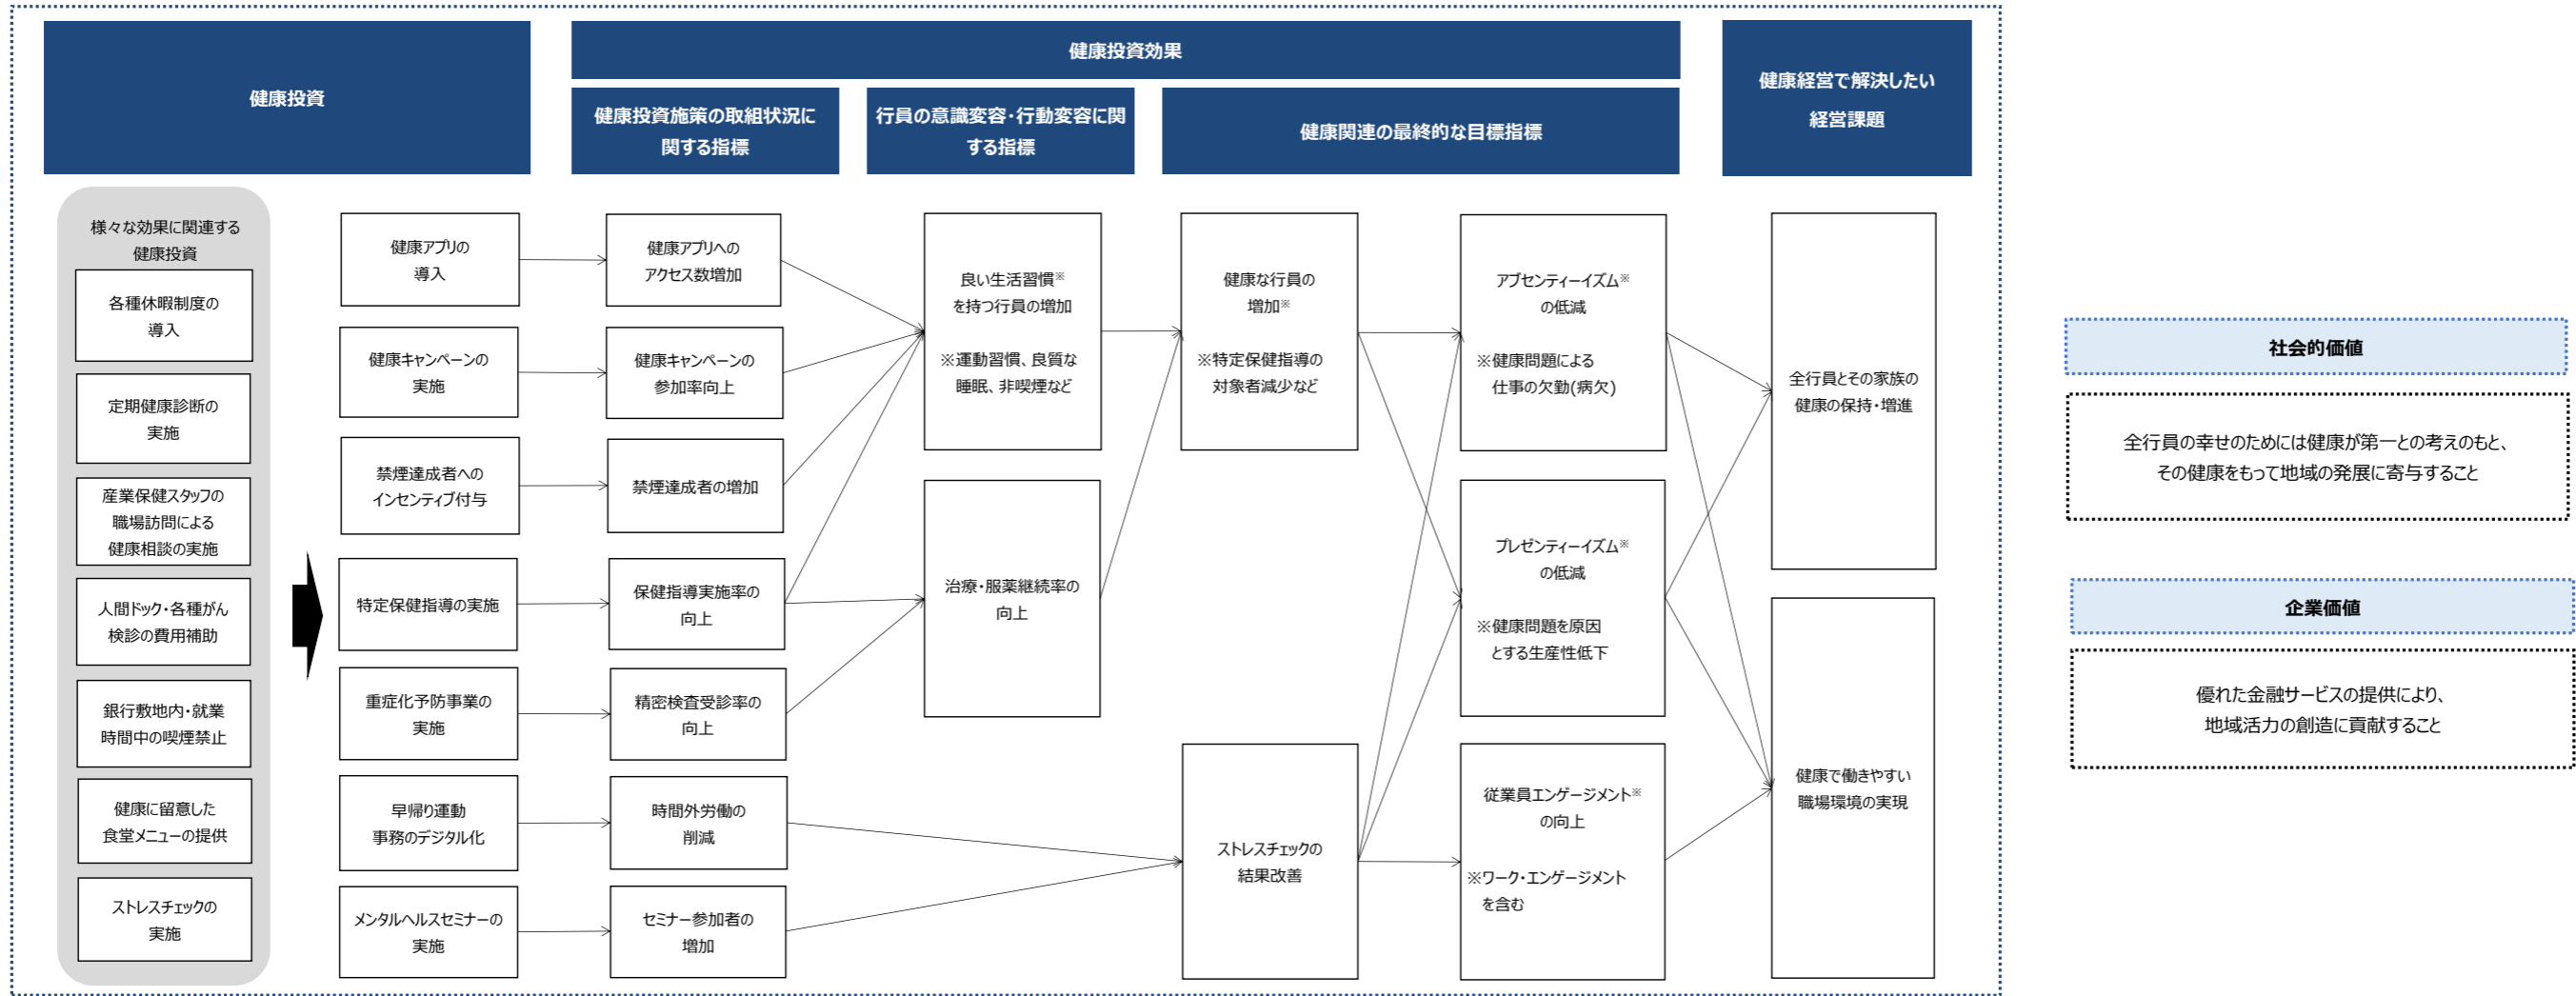 健康投資
健康投資効果
健康経営で解決したい
経営課題
健康投資施策の取組状況に
関する指標
行員の意識変容・行動変容に関
する指標
健康関連の最終的な目標指標
様々な効果に関連する
健康投資
各種休暇制度の
導入
定期健康診断の
実施
産業保健スタッフの
職場訪問による
健康相談の実施
人間ドック・各種がん
検診の費用補助
銀行敷地内・就業
時間中の喫煙禁止
健康に留意した
食堂メニューの提供
ストレスチェックの
実施
健康アプリの
導入
健康キャンペーンの
実施
禁煙達成者への
インセンティブ付与
特定保健指導の実施
重症化予防事業の
実施
早帰り運動
事務のデジタル化
メンタルヘルスセミナーの
実施
健康アプリへの
アクセス数増加
健康キャンペーンの
参加率向上
禁煙達成者の増加
保健指導実施率の
向上
精密検査受診率の
向上
時間外労働の
削減
セミナー参加者の
増加
良い生活習慣※
を持つ行員の増加
※運動習慣、良質な
睡眠、非喫煙など
治療・服薬継続率の
向上
健康な行員の
増加※
※特定保健指導の
対象者減少など
ストレスチェックの
結果改善
アブセンティーイズム※
の低減
※健康問題による
仕事の欠勤(病欠)
プレゼンティーイズム※
の低減
※健康問題を原因
とする生産性低下
従業員エンゲージメント※
の向上
※ワーク・エンゲージメント
を含む
全行員とその家族の
健康の保持・増進
健康で働きやすい
職場環境の実現
社会的価値
全行員の幸せのためには健康が第一との考えのもと、
その健康をもって地域の発展に寄与すること
企業価値
優れた金融サービスの提供により、
地域活力の創造に貢献すること